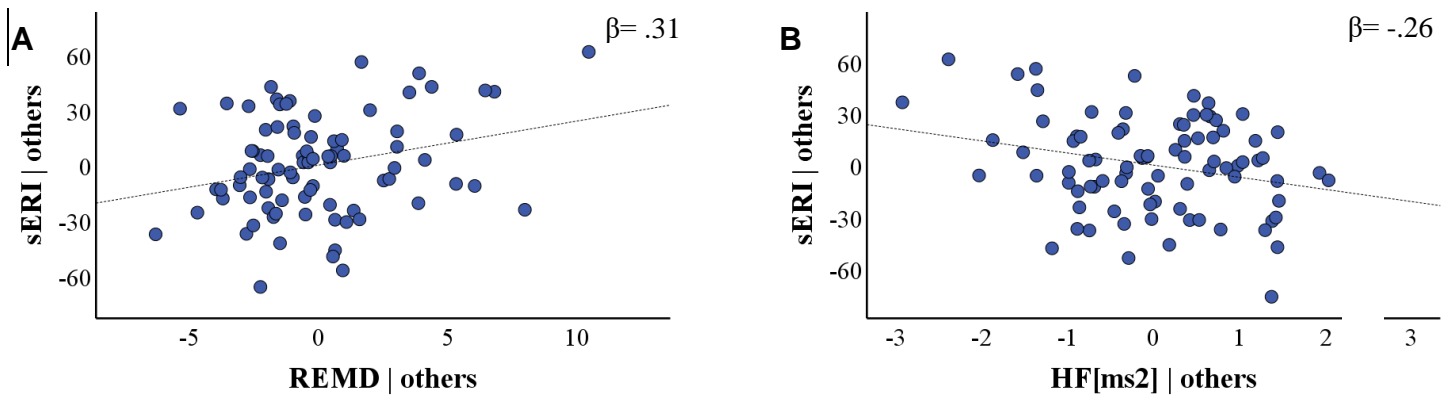 A
β= .31
60
30
0
-30
-60
sERI | others
-5
0
5
10
REMD | others
B
β= -.26
60
30
0
-30
-60
sERI | others
-3
-2
-1
0
1
2
3
HF[ms2] | others